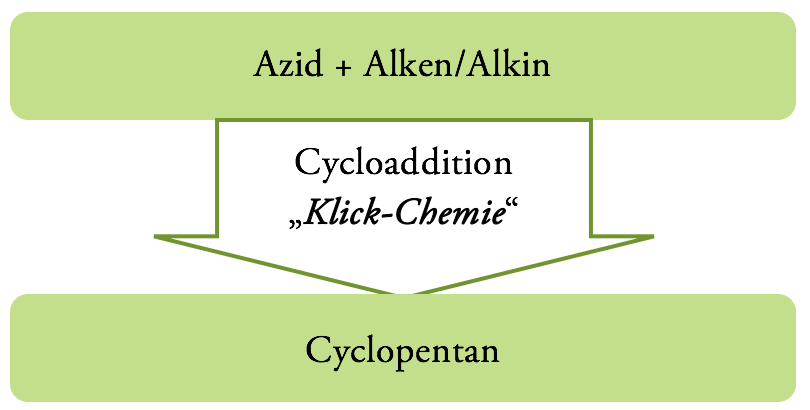 Azid + Alken/Alkin
Cycloaddition
„Klick-Chemie“
Cyclopentan